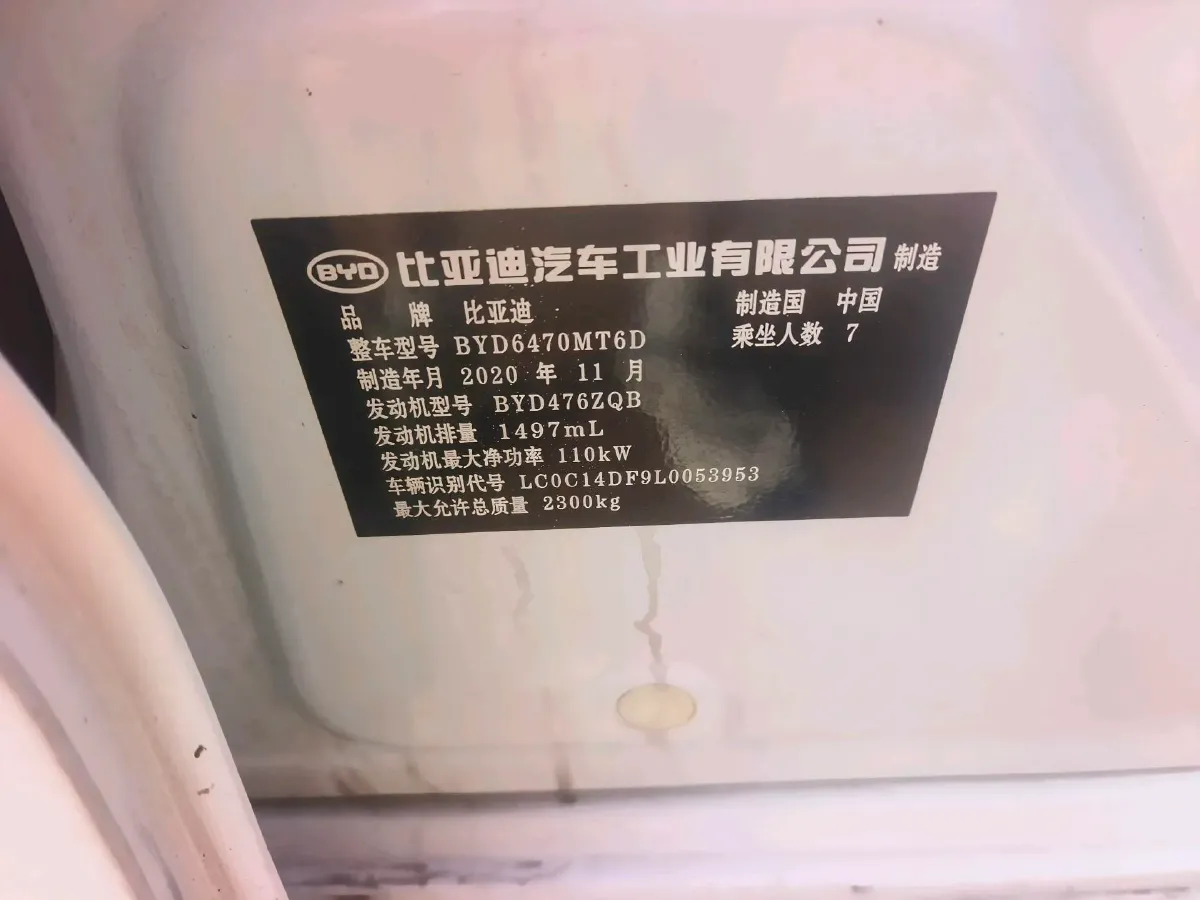 BYD 比亚迪汽车工业有限公司 制造
品 牌 比亚迪 制造国 中国
整车型号 BYD6470MT6D 乘坐人数 7
制造年月 2020 年 11 月
发动机型号 BYD476ZQB
发动机排量 1497mL
发动机最大净功率 110kW
车辆识别代号 LC0C14DF9L0053953
最大允许总质量 2300kg